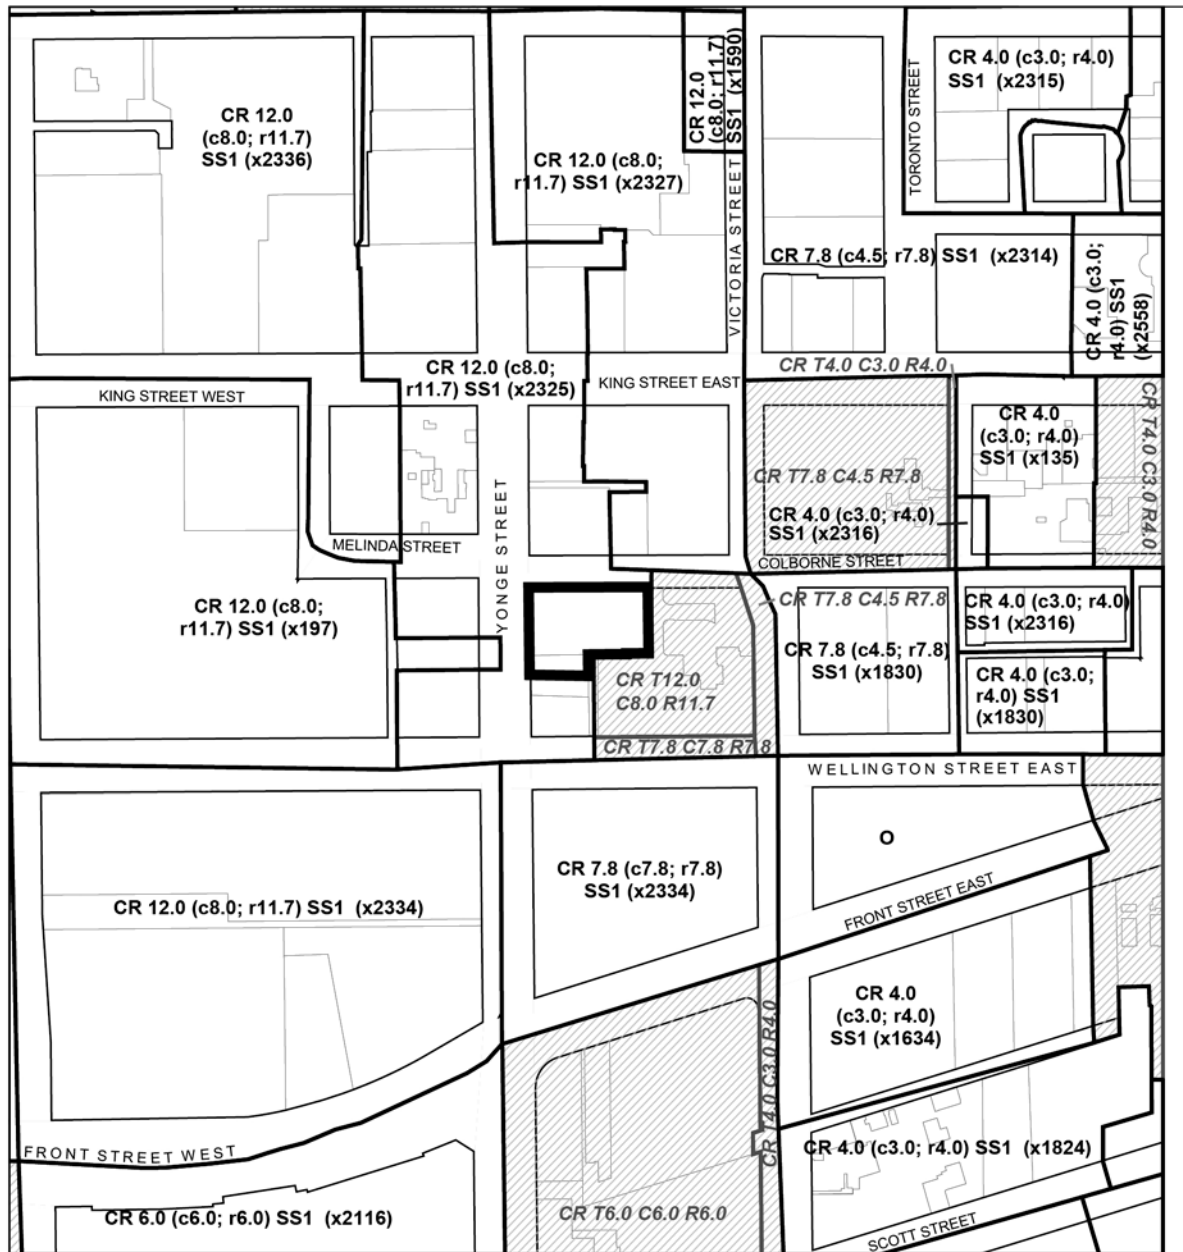 CR 12.0
(c8.0; r11.7)
SS1 (x2336)
CR 12.0 (c8.0;
r11.7) SS1 (x2327)
CR 12.0
(c8.0; r11.7)
SS1 (x1590)
VICTORIA STREET
TORONTO STREET
CR 4.0 (c3.0; r4.0)
SS1 (x2315)
CR 7.8 (c4.5; r7.8) SS1 (x2314)
CR 4.0 (c3.0;
r4.0) SS1
(x2558)
CR 12.0 (c8.0;
r11.7) SS1 (x2325)
KING STREET WEST
KING STREET EAST
CR T4.0 C3.0 R4.0
CR T7.8 C4.5 R7.8
CR 4.0 (c3.0; r4.0)
SS1 (x2316)
COLBORNE STREET
CR 4.0
(c3.0; r4.0)
SS1 (x135)
CR T4.0 C3.0 R4.0
MELINDA STREET
YONGE STREET
CR 12.0 (c8.0;
r11.7) SS1 (x197)
CR T12.0
C8.0 R11.7
CR T7.8 C7.8 R7.8
CR T7.8 C4.5 R7.8
CR 7.8 (c4.5; r7.8)
SS1 (x1830)
CR 4.0 (c3.0; r4.0)
SS1 (x2316)
CR 4.0 (c3.0;
r4.0) SS1
(x1830)
WELLINGTON STREET EAST
O
CR 12.0 (c8.0; r11.7) SS1 (x2334)
CR 7.8 (c7.8; r7.8)
SS1 (x2334)
FRONT STREET EAST
CR 4.0
(c3.0; r4.0)
SS1 (x1634)
CR T4.0 C3.0 R4.0
FRONT STREET WEST
CR 4.0 (c3.0; r4.0) SS1 (x1824)
CR 6.0 (c6.0; r6.0) SS1 (x2116)
CR T6.0 C6.0 R6.0
SCOTT STREET